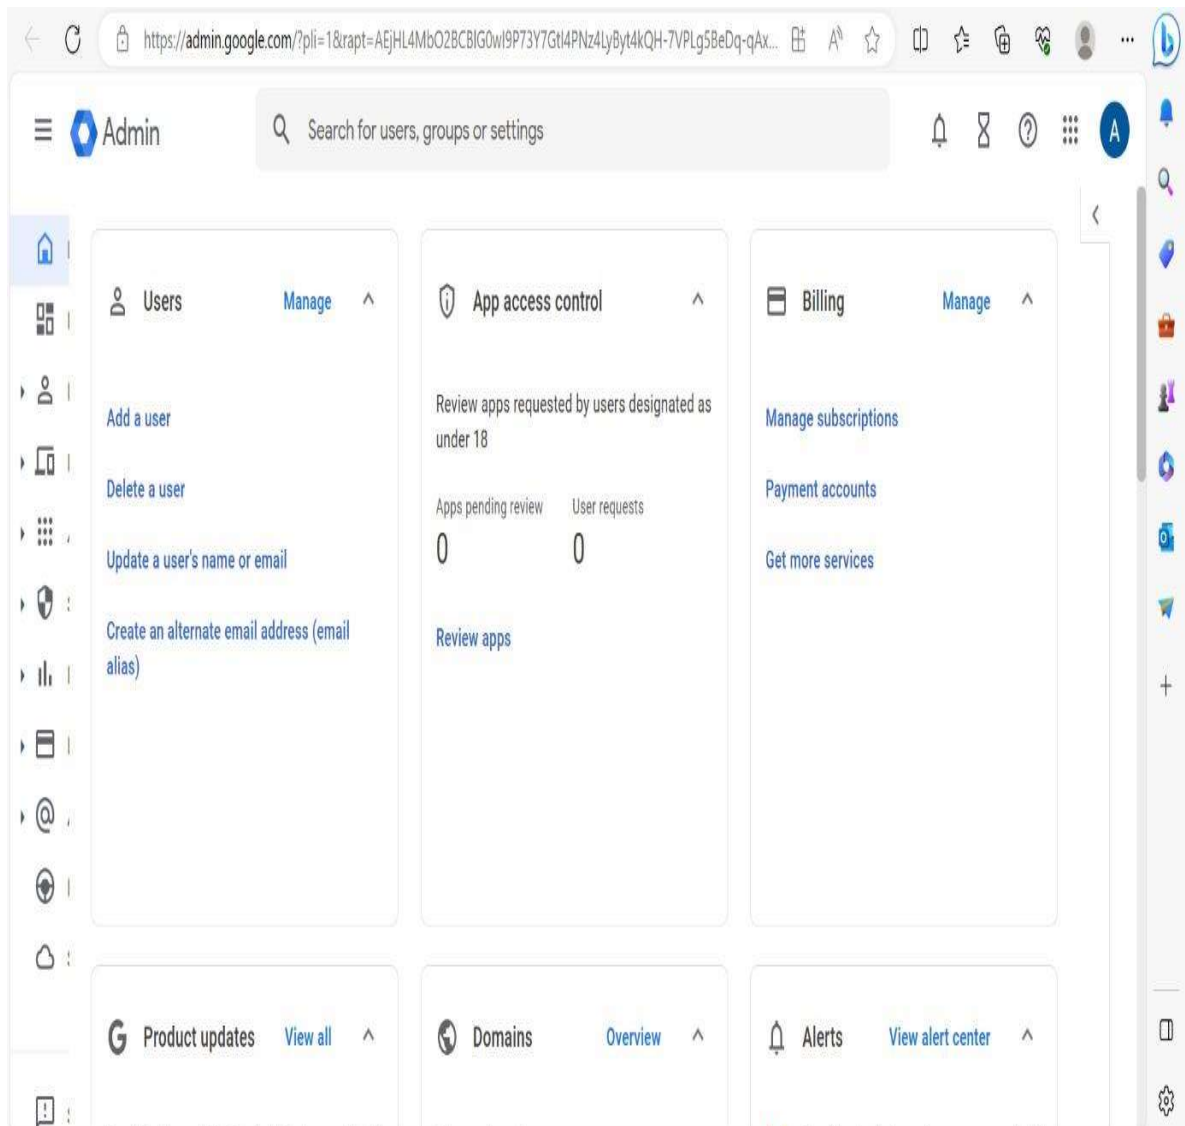 https://admin.google.com/?pli=1&rapt=AEjHL4MbO2BCBlG0wI9P73Y7GtI4PNz4LyByt4kQH-7VPLg5BeDq-qAx...
Admin
Search for users, groups or settings
A
Users Manage
Add a user
Delete a user
Update a user's name or email
Create an alternate email address (email
alias)
App access control
Review apps requested by users designated as
under 18
Apps pending review User requests
0 0
Review apps
Billing Manage
Manage subscriptions
Payment accounts
Get more services
Product updates View all
Domains Overview
Alerts View alert center